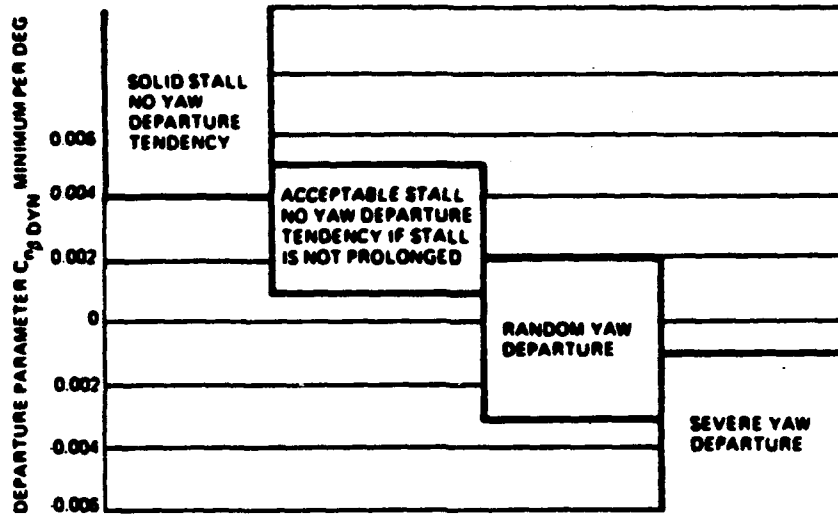 DEPARTURE PARAMETER Cnβ DYN MINIMUM PER DEG
SOLID STALL
NO YAW
DEPARTURE
TENDENCY
0.006
0.004
0.002
0
0.002
-0.004
-0.006
ACCEPTABLE STALL
NO YAW DEPARTURE
TENDENCY IF STALL
IS NOT PROLONGED
RANDOM YAW
DEPARTURE
SEVERE YAW
DEPARTURE